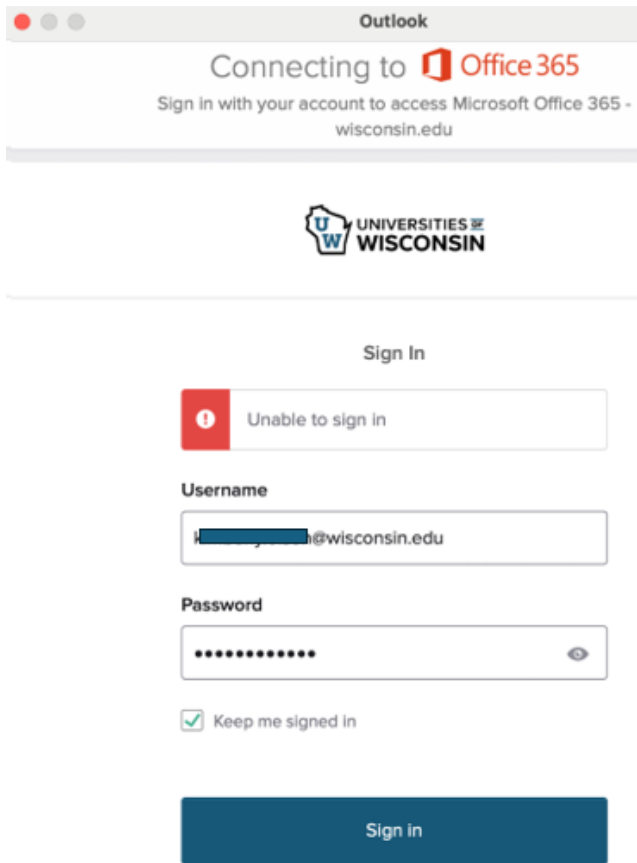 Outlook
Connecting to Office 365
Sign in with your account to access Microsoft Office 365 -
wisconsin.edu
UW UNIVERSITIES OF
WISCONSIN
Sign In
Unable to sign in
Username
@wisconsin.edu
Password
Keep me signed in
Sign in